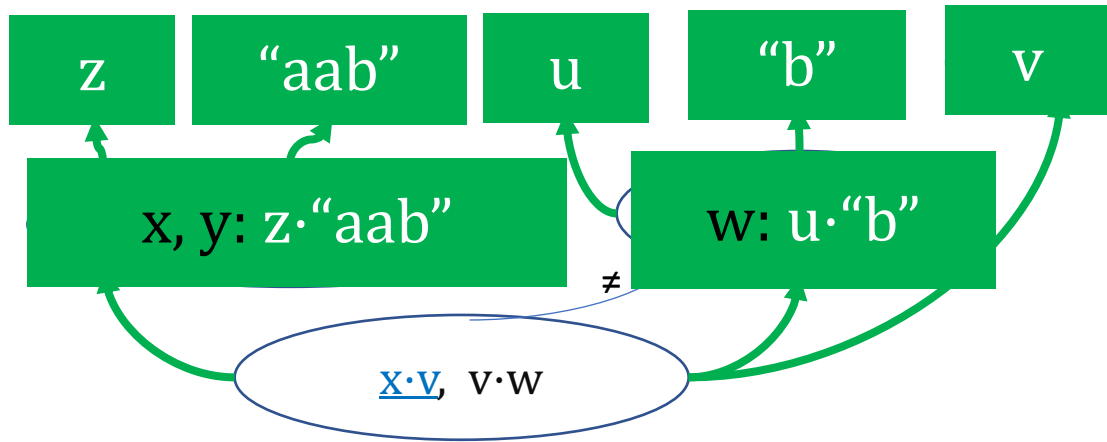 z “aab” u “b” v
x, y: z·“aab” w: u·“b”
≠
x·v, v·w